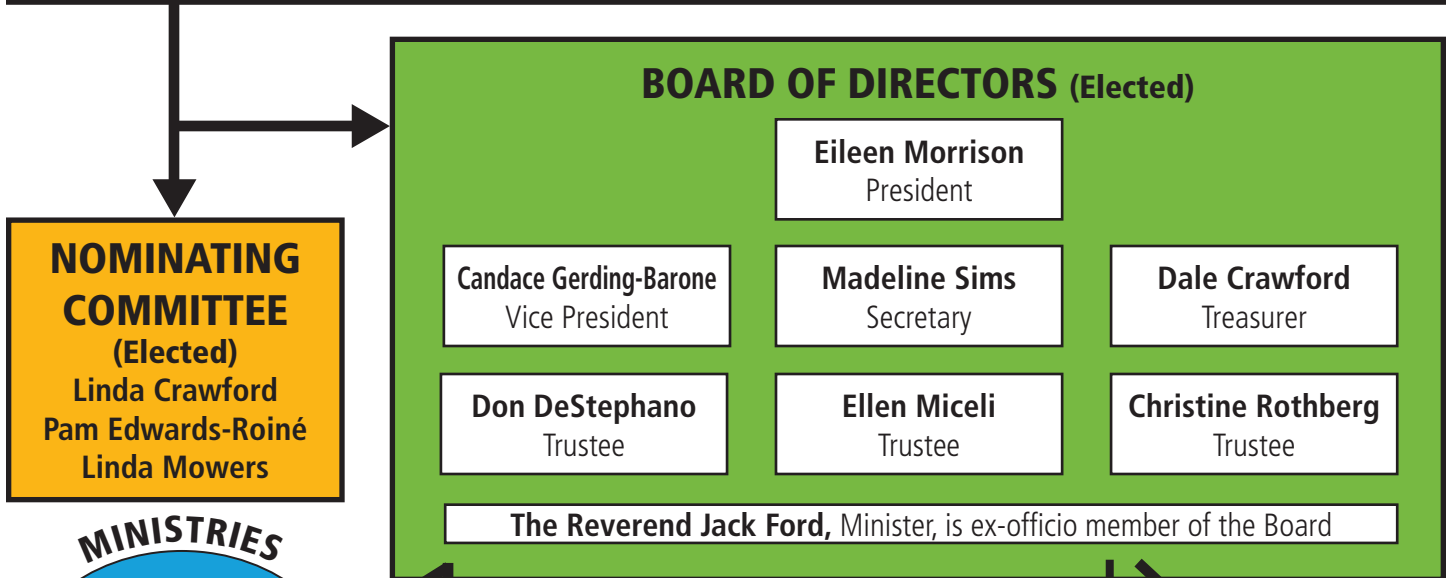 BOARD OF DIRECTORS (Elected)
Eileen Morrison
President
Candace Gerding-Barone
Vice President
Madeline Sims
Secretary
Dale Crawford
Treasurer
Don DeStephano
Trustee
Ellen Miceli
Trustee
Christine Rothberg
Trustee
The Reverend Jack Ford, Minister, is ex-officio member of the Board
NOMINATING
COMMITTEE
(Elected)
Linda Crawford
Pam Edwards-Roiné
Linda Mowers
MINISTRIES